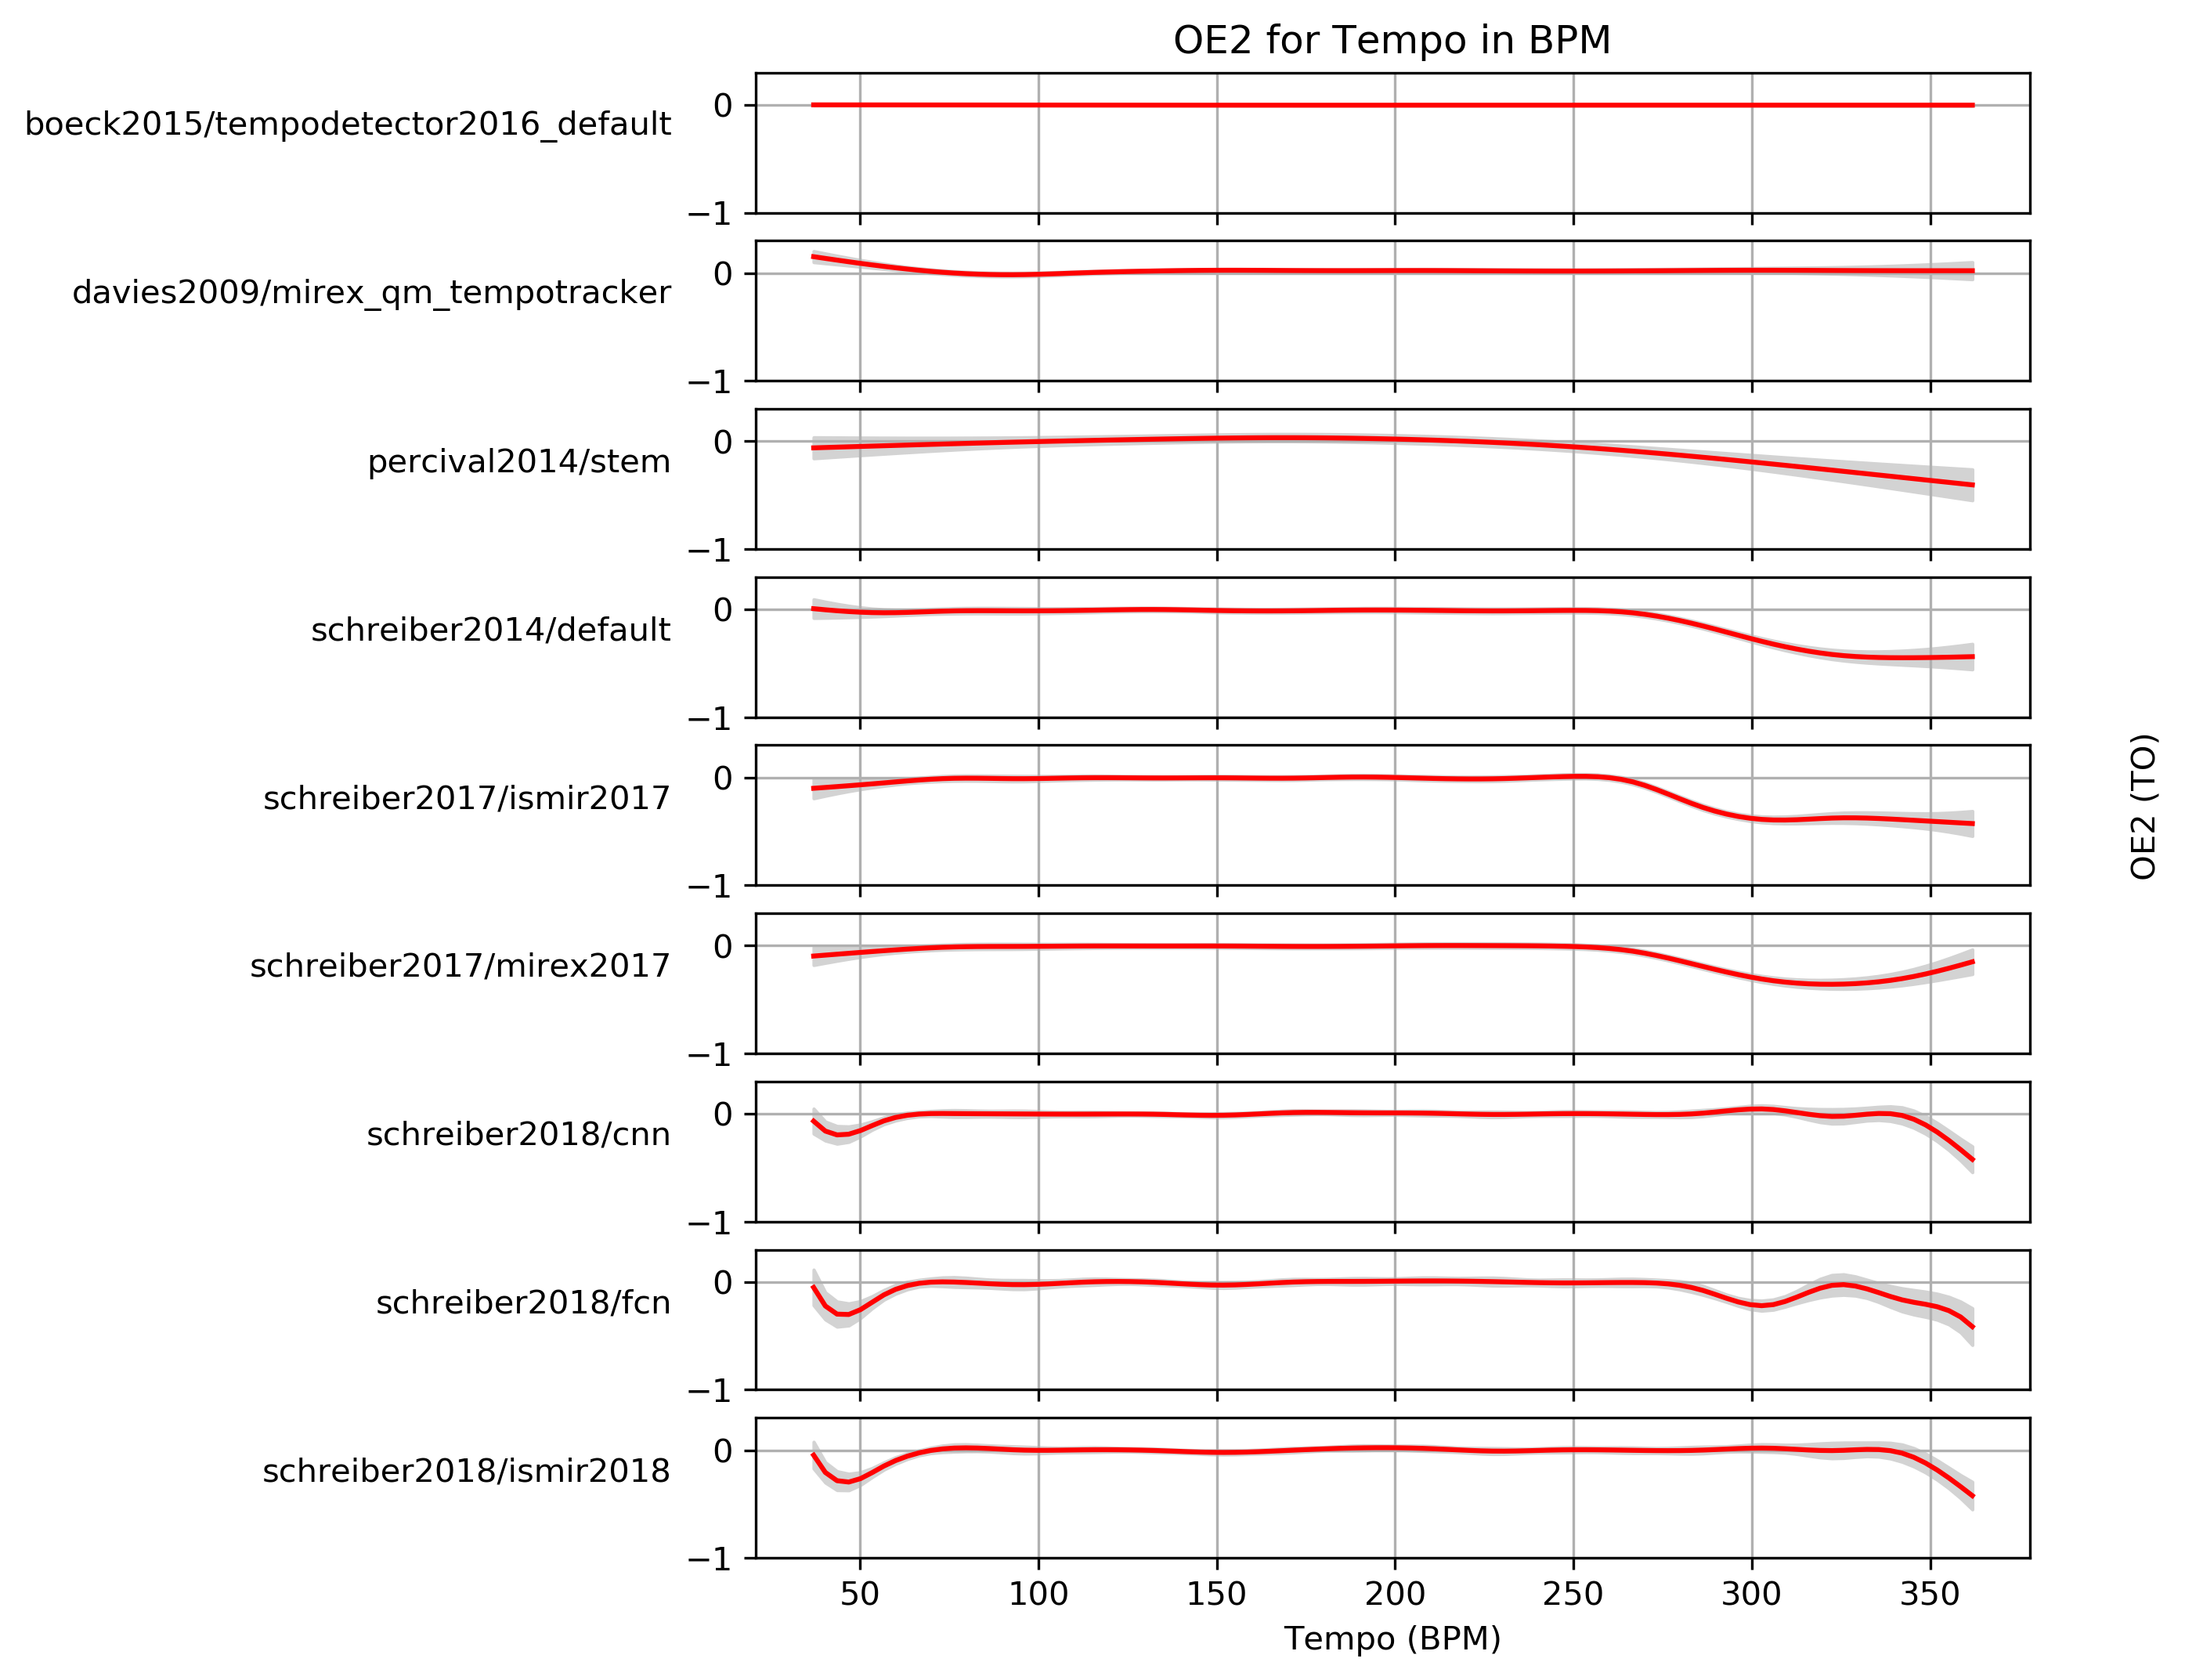 OE2 for Tempo in BPM
boeck2015/tempodetector2016_default
0
−1
davies2009/mirex_qm_tempotracker
0
−1
percival2014/stem
0
−1
schreiber2014/default
0
−1
schreiber2017/ismir2017
0
−1
schreiber2017/mirex2017
0
−1
schreiber2018/cnn
0
−1
schreiber2018/fcn
0
−1
schreiber2018/ismir2018
0
−1
50 100 150 200 250 300 350
Tempo (BPM)
OE2 (TO)